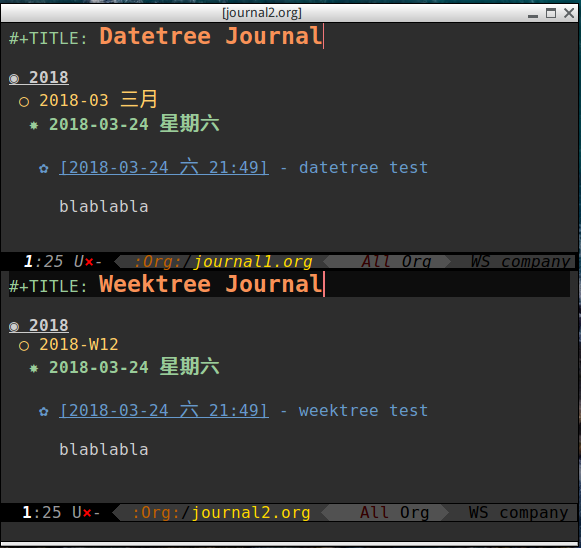 [journal2.org]
#+TITLE: Datetree Journal
◉ 2018
○ 2018-03 三月
✸ 2018-03-24 星期六
✿ [2018-03-24 六 21:49] - datetree test
blablabla
1:25 U×- :Org:/journal1.org All Org WS company
#+TITLE: Weektree Journal
◉ 2018
○ 2018-W12
✸ 2018-03-24 星期六
✿ [2018-03-24 六 21:49] - weektree test
blablabla
1:25 U×- :Org:/journal2.org All Org WS company